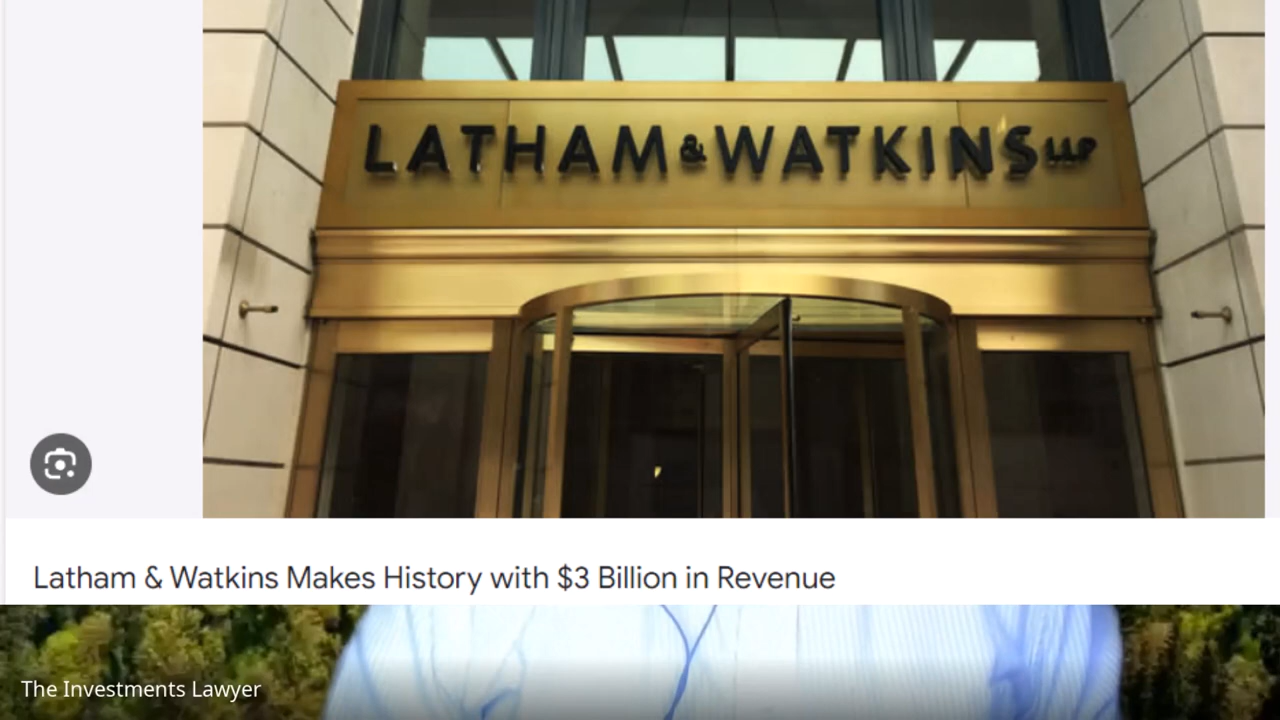 LATHAM & WATKINS LLP
Latham & Watkins Makes History with $3 Billion in Revenue
The Investments Lawyer